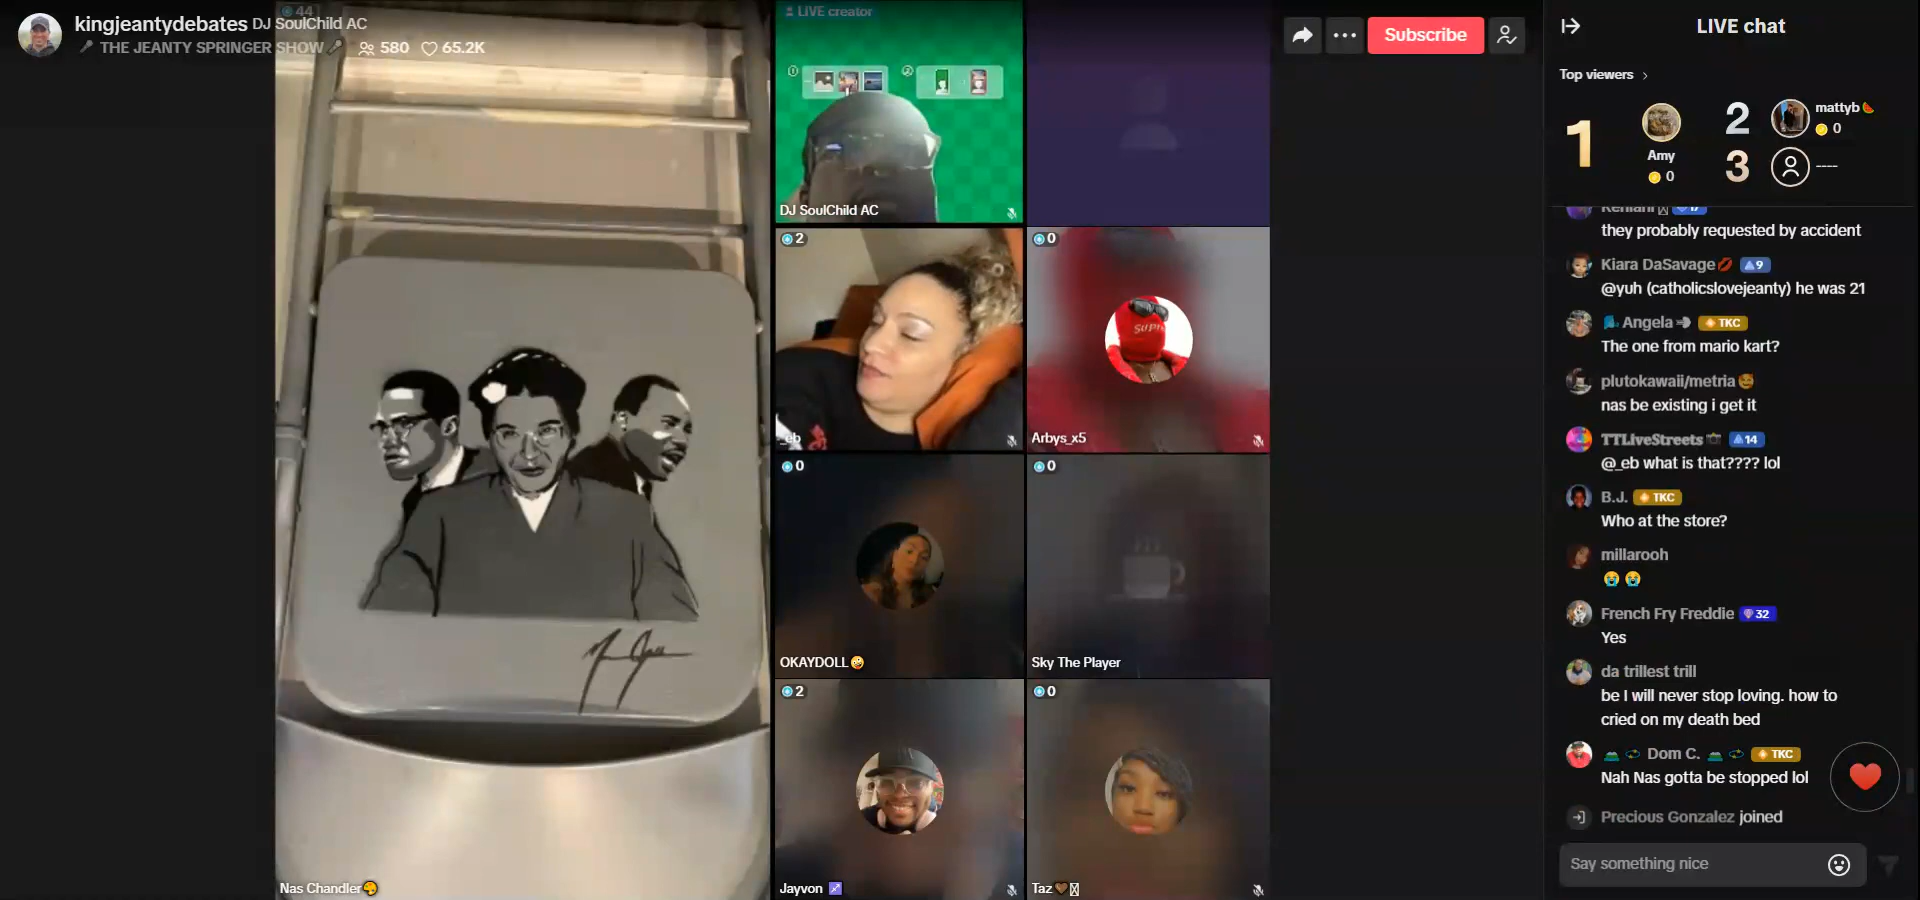 kingjeantydebates DJ SoulChild AC
THE JEANTY SPRINGER SHOW 580 65.2K
44
LIVE creator
Subscribe
DJ SoulChild AC
2
_eb
0
Arbys_x5
0
OKAYDOLL🤪
0
Sky The Player
2
Jayvon ♐
0
Taz🤎
Nas Chandler
LIVE chat
Top viewers >
1
Amy
0
2
mattyb🍉
0
3
----
they probably requested by accident
Kiara DaSavage💋 9
@yuh (catholicslovejeanty) he was 21
🌬Angela💨 TKC
The one from mario kart?
plutokawaii/metria
nas be existing i get it
TTLiveStreets📸 14
@_eb what is that???? lol
B.J. TKC
Who at the store?
millarooh
😭😭
French Fry Freddie 32
Yes
da trillest trill
be I will never stop loving. how to
cried on my death bed
Dom C. TKC
Nah Nas gotta be stopped lol
Precious Gonzalez joined
Say something nice